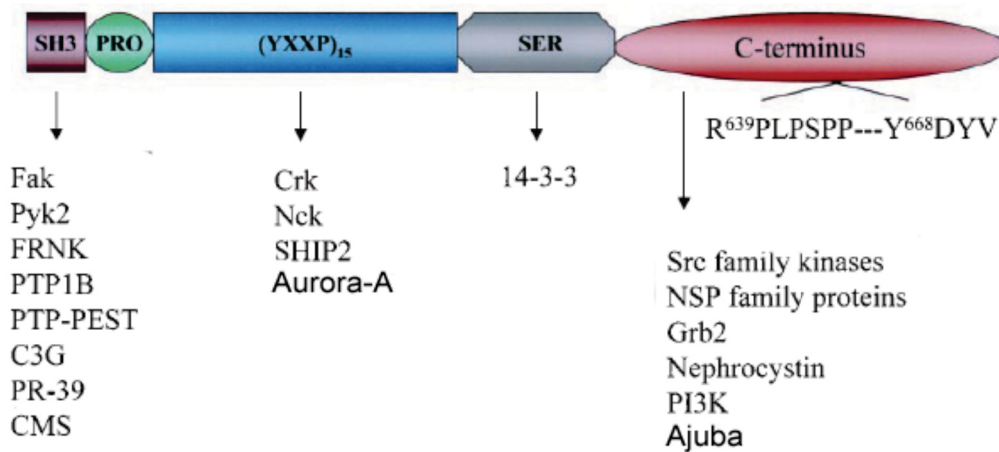 SH3 PRO (YXXP)₁₅ SER C-terminus
R⁶³⁹PLPSPP---Y⁶⁶⁸DYV
Fak
Pyk2
FRNK
PTP1B
PTP-PEST
C3G
PR-39
CMS
Crk
Nck
SHIP2
Aurora-A
14-3-3
Src family kinases
NSP family proteins
Grb2
Nephrocystin
PI3K
Ajuba